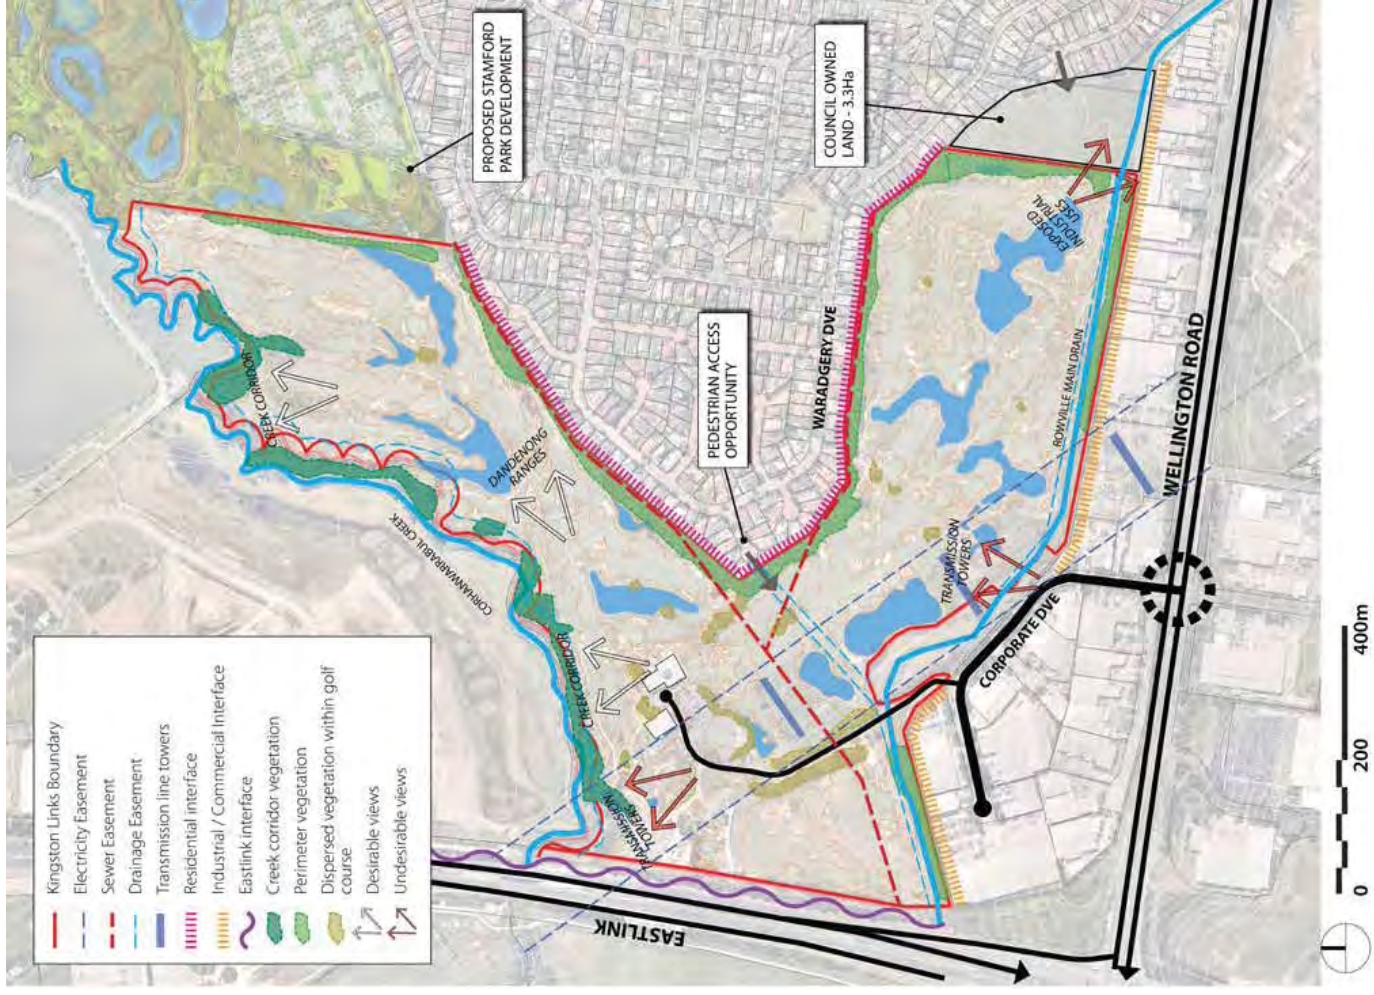 Kingston Links Boundary
Electricity Easement
Sewer Easement
Drainage Easement
Transmission line towers
Residential interface
Industrial / Commercial Interface
Eastlink interface
Creek corridor vegetation
Perimeter vegetation
Dispersed vegetation within golf
course
Desirable views
Undesirable views
PROPOSED STAMFORD
PARK DEVELOPMENT
COUNCIL OWNED
LAND - 3.3Ha
PEDESTRIAN ACCESS
OPPORTUNITY
CREEK CORRIDOR
DANDENONG
RANGES
CORHANWARRABUL CREEK
CREEK CORRIDOR
TRANSMISSION
TOWERS
WARADGERY DVE
EXPOSED
INDUSTRIAL
USES
ROWVILLE MAIN DRAIN
TRANSMISSION
TOWERS
CORPORATE DVE
WELLINGTON ROAD
EASTLINK
0
200
400m